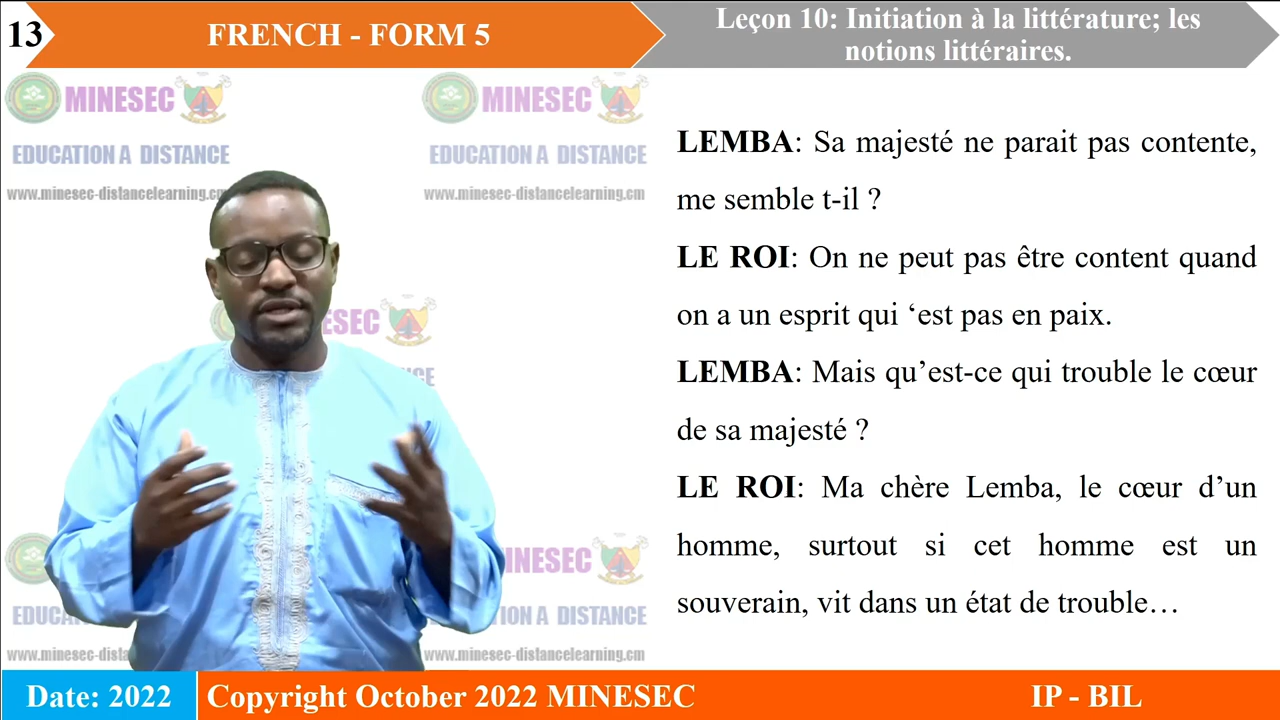 13
FRENCH - FORM 5
Leçon 10: Initiation à la littérature; les
notions littéraires.
MINESEC
EDUCATION A DISTANCE
www.minesec-distancelearning.cm
MINESEC
EDUCATION A DISTANCE
www.minesec-distancelearning.cm
LEMBA: Sa majesté ne parait pas contente,
me semble t-il ?
LE ROI: On ne peut pas être content quand
on a un esprit qui ‘est pas en paix.
LEMBA: Mais qu’est-ce qui trouble le cœur
de sa majesté ?
LE ROI: Ma chère Lemba, le cœur d’un
homme, surtout si cet homme est un
souverain, vit dans un état de trouble…
www.minesec-distancelearning.cm
Date: 2022
Copyright October 2022 MINESEC
IP - BIL